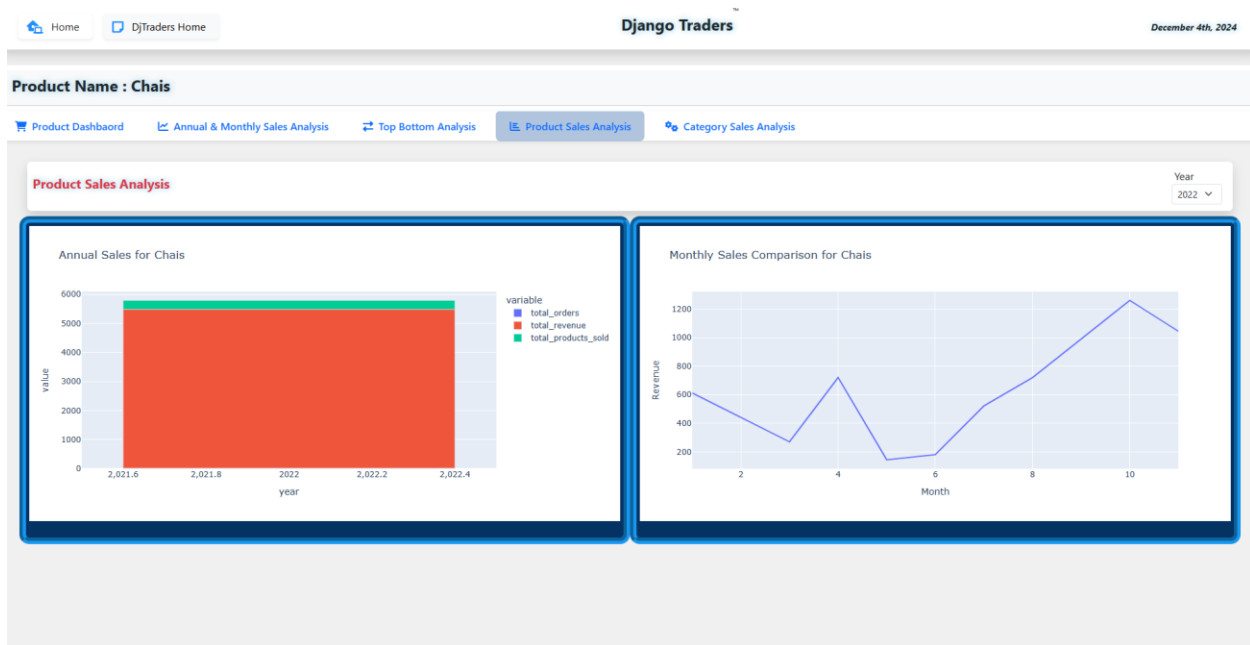 Home
DjTraders Home
Django Traders
December 4th, 2024
Product Name : Chais
Product Dashbaord
Annual & Monthly Sales Analysis
Top Bottom Analysis
Product Sales Analysis
Category Sales Analysis
Product Sales Analysis
Year
2022
Annual Sales for Chais
6000
5000
4000
3000
2000
1000
0
value
2,021.6
2,021.8
2022
2,022.2
2,022.4
year
variable
total_orders
total_revenue
total_products_sold
Monthly Sales Comparison for Chais
1200
1000
800
600
400
200
Revenue
2
4
6
8
10
Month